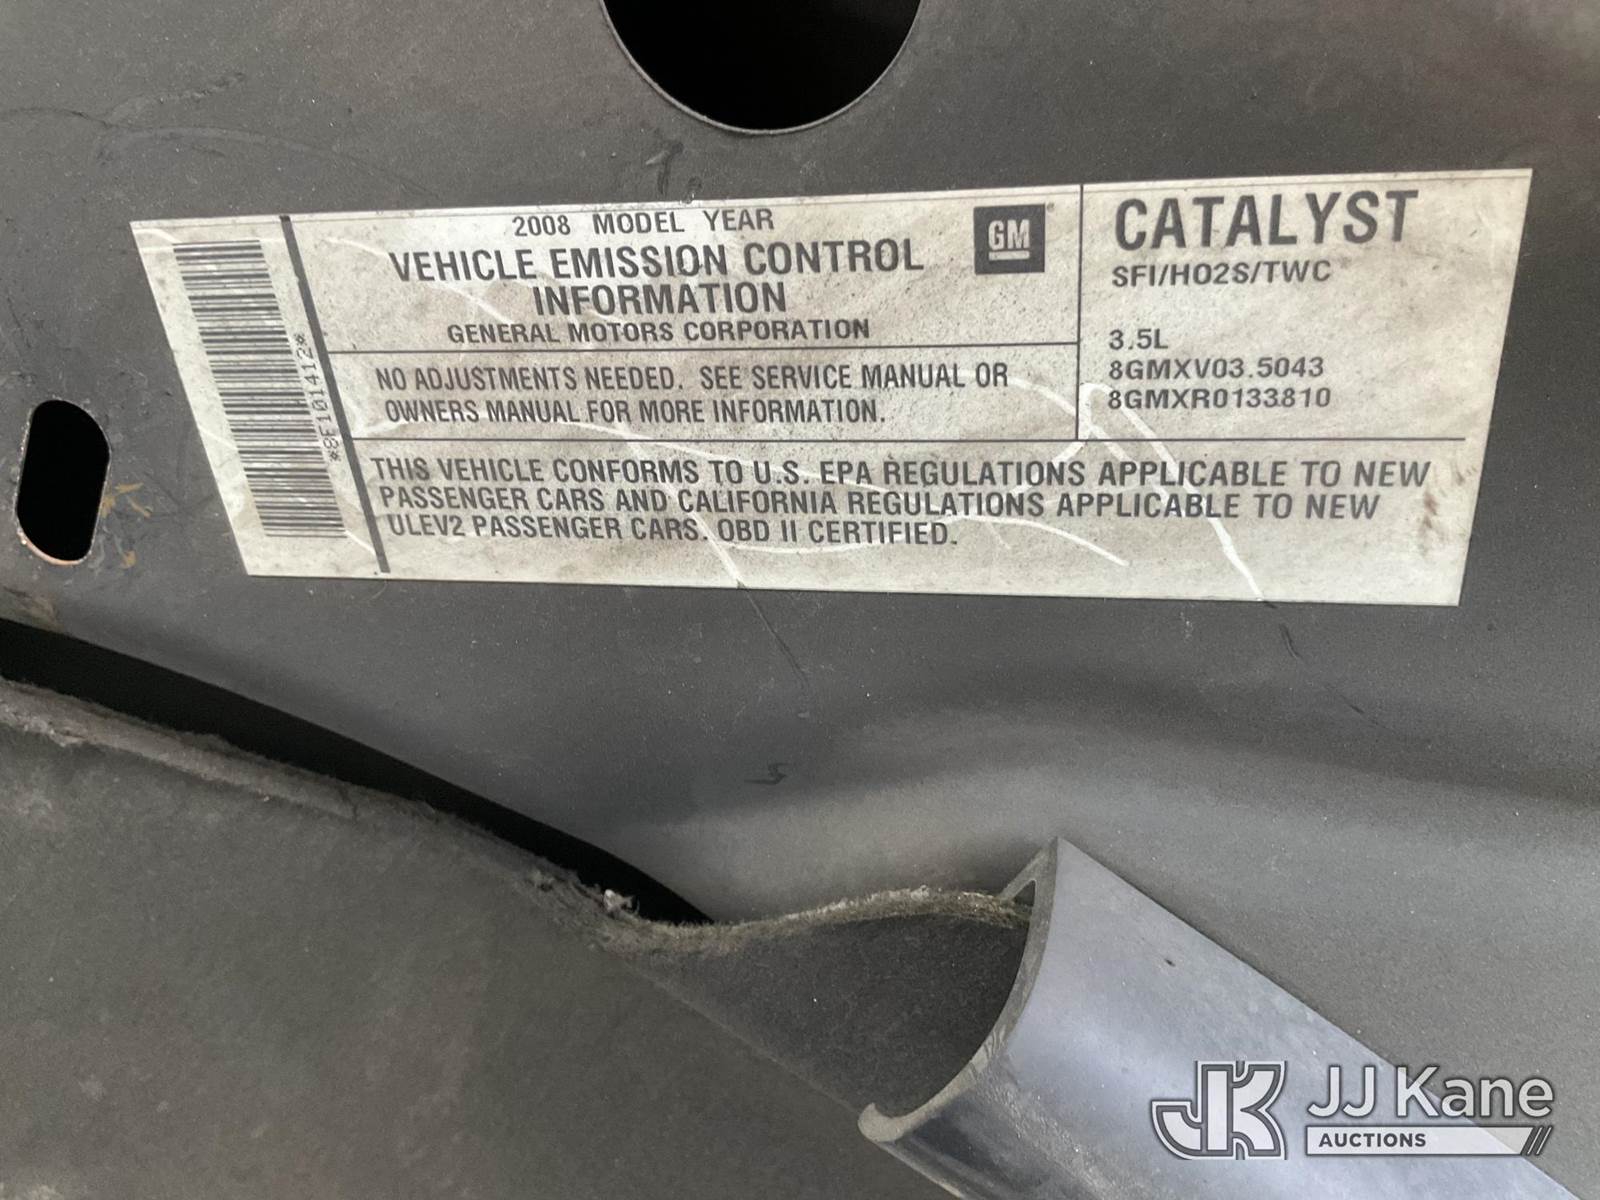 2008 MODEL YEAR
VEHICLE EMISSION CONTROL
INFORMATION
GENERAL MOTORS CORPORATION
GM
CATALYST
SFI/HO2S/TWC
3.5L
8GMXV03.5043
8GMXR0133810
NO ADJUSTMENTS NEEDED. SEE SERVICE MANUAL OR
OWNERS MANUAL FOR MORE INFORMATION.
THIS VEHICLE CONFORMS TO U.S. EPA REGULATIONS APPLICABLE TO NEW
PASSENGER CARS AND CALIFORNIA REGULATIONS APPLICABLE TO NEW
ULEV2 PASSENGER CARS. OBD II CERTIFIED.
*8E101412*
JK JJ Kane
AUCTIONS